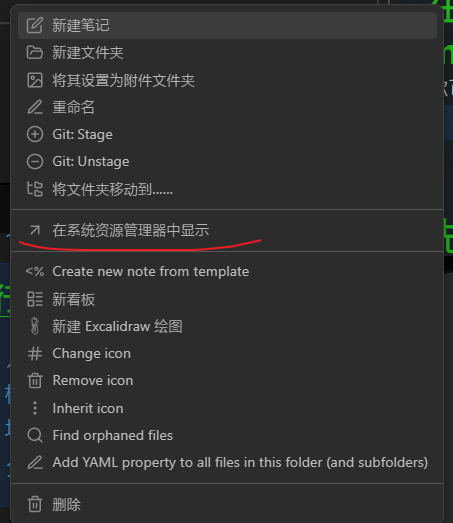 新建笔记
新建文件夹
将其设置为附件文件夹
重命名
Git: Stage
Git: Unstage
将文件夹移动到......
在系统资源管理器中显示
<% Create new note from template
新看板
新建 Excalidraw 绘图
Change icon
Remove icon
Inherit icon
Find orphaned files
Add YAML property to all files in this folder (and subfolders)
删除